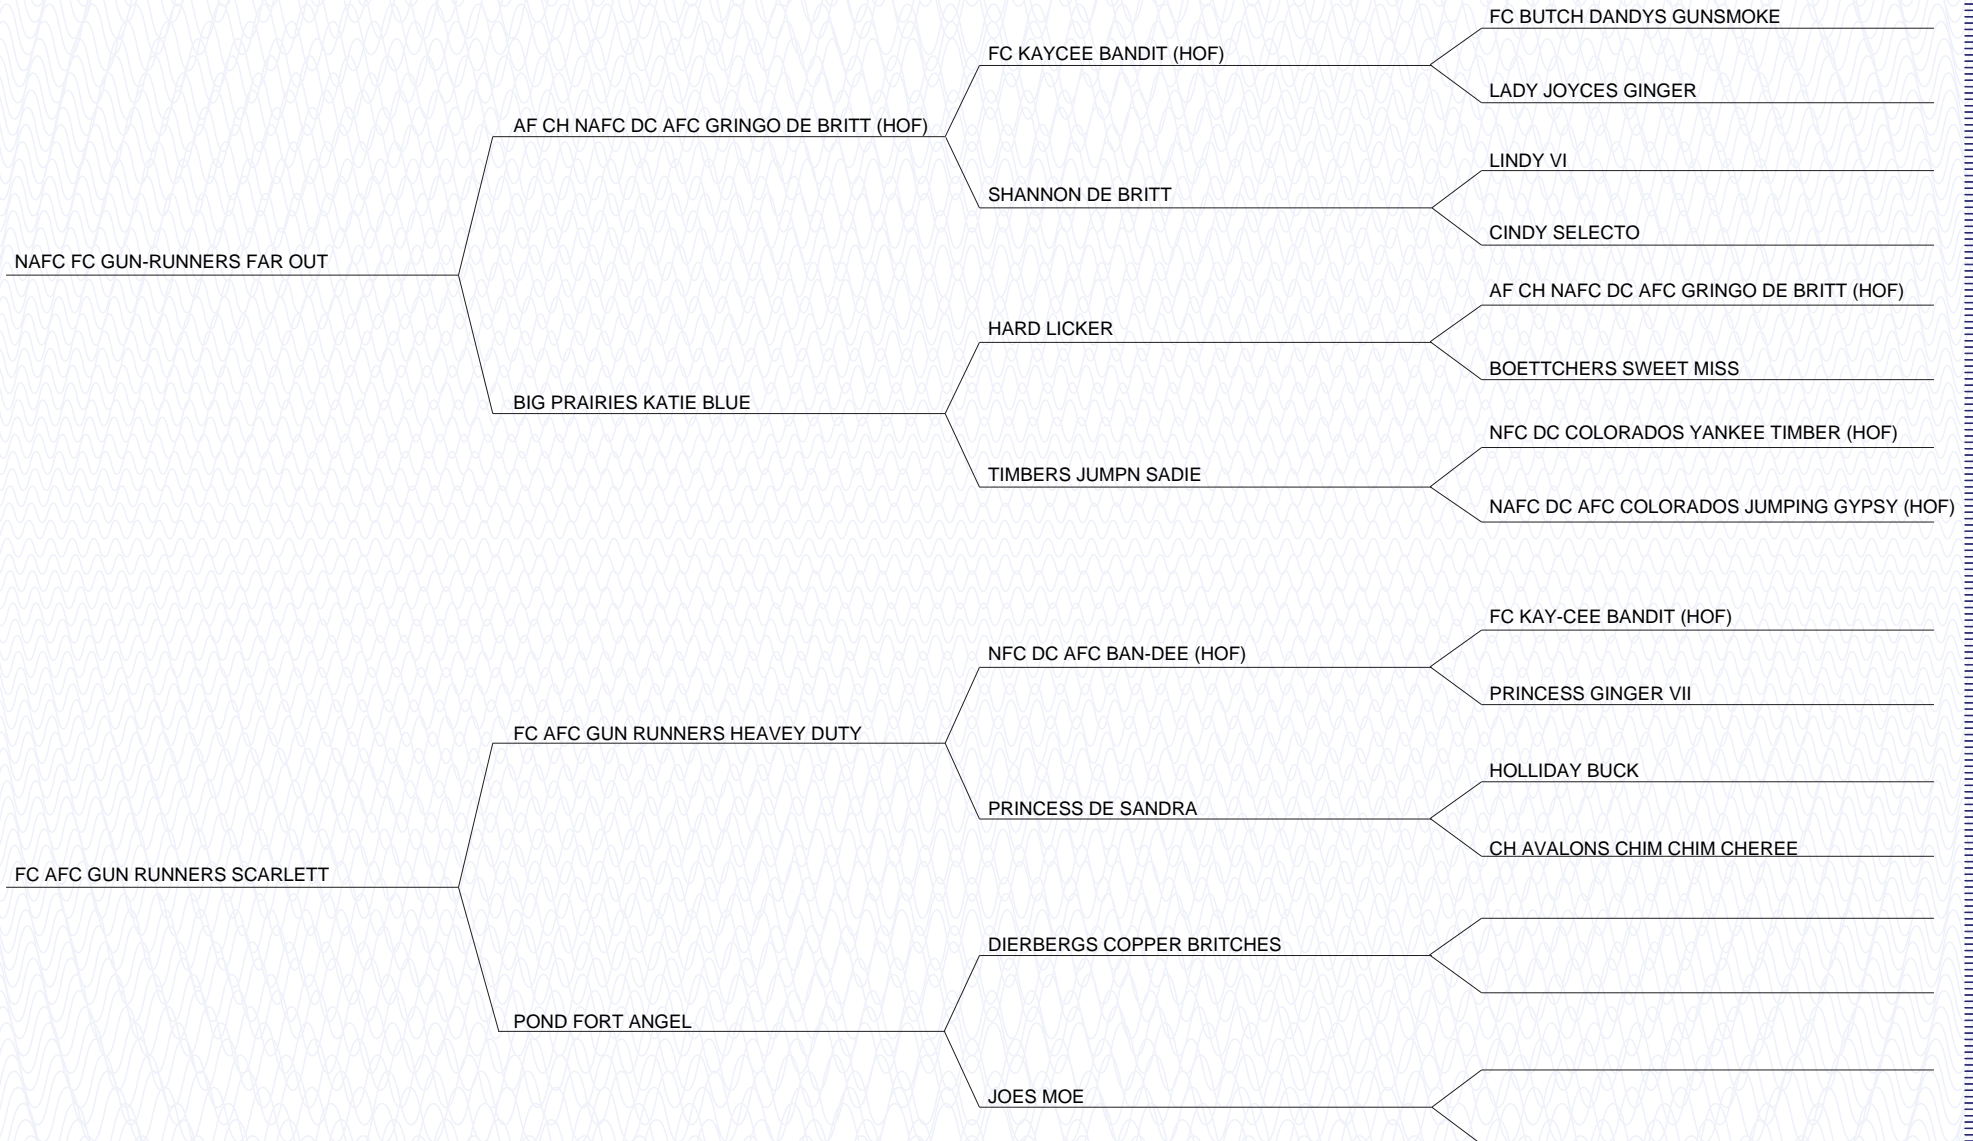 FC BUTCH DANDYS GUNSMOKE
FC KAYCEE BANDIT (HOF)
LADY JOYCES GINGER
AF CH NAFC DC AFC GRINGO DE BRITT (HOF)
LINDY VI
SHANNON DE BRITT
CINDY SELECTO
NAFC FC GUN-RUNNERS FAR OUT
AF CH NAFC DC AFC GRINGO DE BRITT (HOF)
HARD LICKER
BOETTCHERS SWEET MISS
BIG PRAIRIES KATIE BLUE
NFC DC COLORADOS YANKEE TIMBER (HOF)
TIMBERS JUMPN SADIE
NAFC DC AFC COLORADOS JUMPING GYPSY (HOF)
FC KAY-CEE BANDIT (HOF)
NFC DC AFC BAN-DEE (HOF)
PRINCESS GINGER VII
FC AFC GUN RUNNERS HEAVEY DUTY
HOLLIDAY BUCK
PRINCESS DE SANDRA
CH AVALONS CHIM CHIM CHEREE
FC AFC GUN RUNNERS SCARLETT
DIERBERGS COPPER BRITCHES
POND FORT ANGEL
JOES MOE